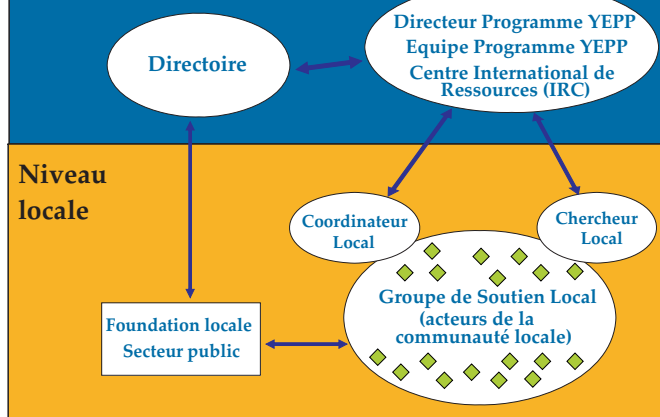 Directeur Programme YEPP
Equipe Programme YEPP
Centre International de
Ressources (IRC)
Directoire
Niveau
locale
Coordinateur
Local
Chercheur
Local
Groupe de Soutien Local
(acteurs de la
communauté locale)
Foundation locale
Secteur public